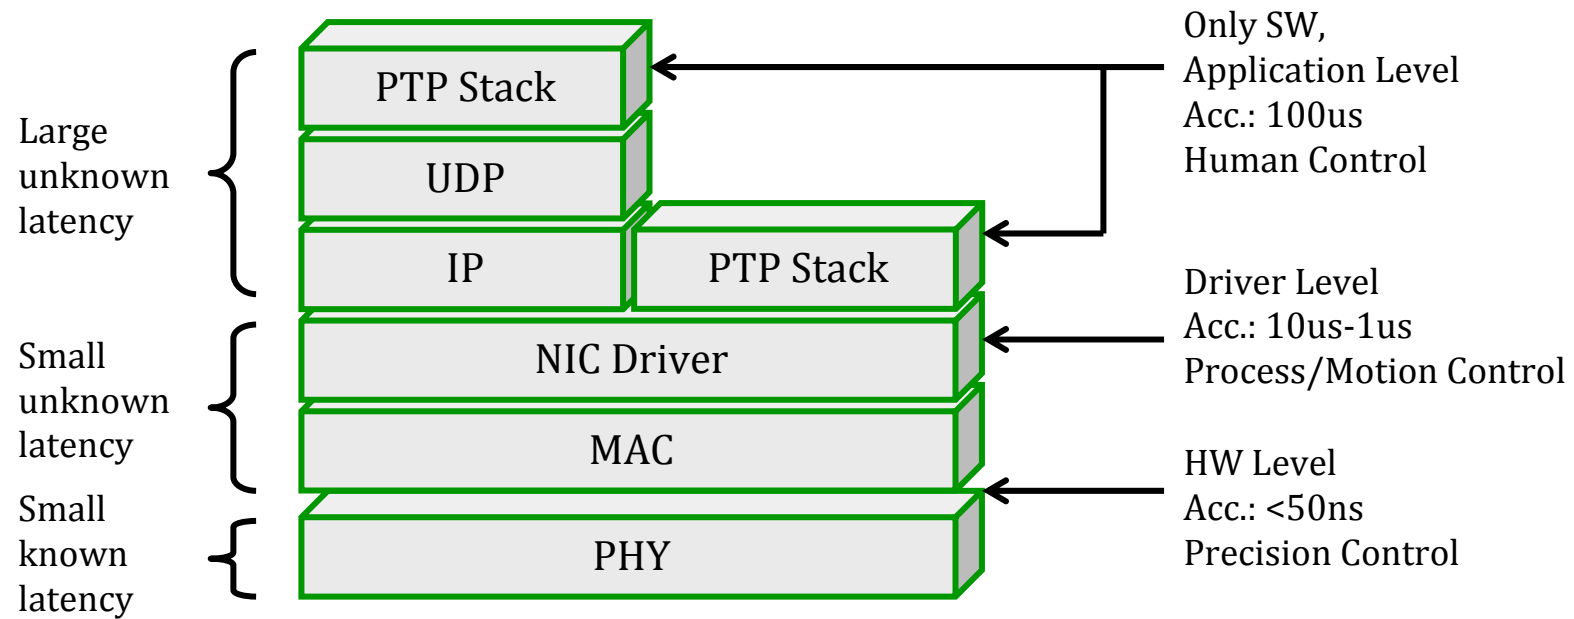 Large
unknown
latency
Small
unknown
latency
Small
known
latency
PTP Stack
UDP
IP
PTP Stack
NIC Driver
MAC
PHY
Only SW,
Application Level
Acc.: 100us
Human Control
Driver Level
Acc.: 10us-1us
Process/Motion Control
HW Level
Acc.: <50ns
Precision Control